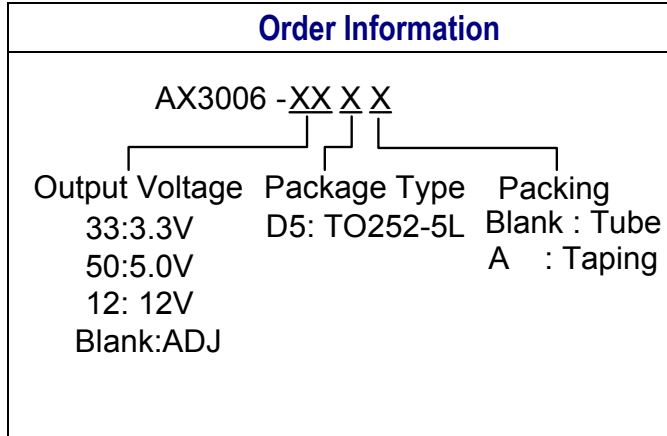 Order Information
AX3006 -XX X X
Output Voltage
33:3.3V
50:5.0V
12: 12V
Blank:ADJ
Package Type
D5: TO252-5L
Packing
Blank : Tube
A : Taping